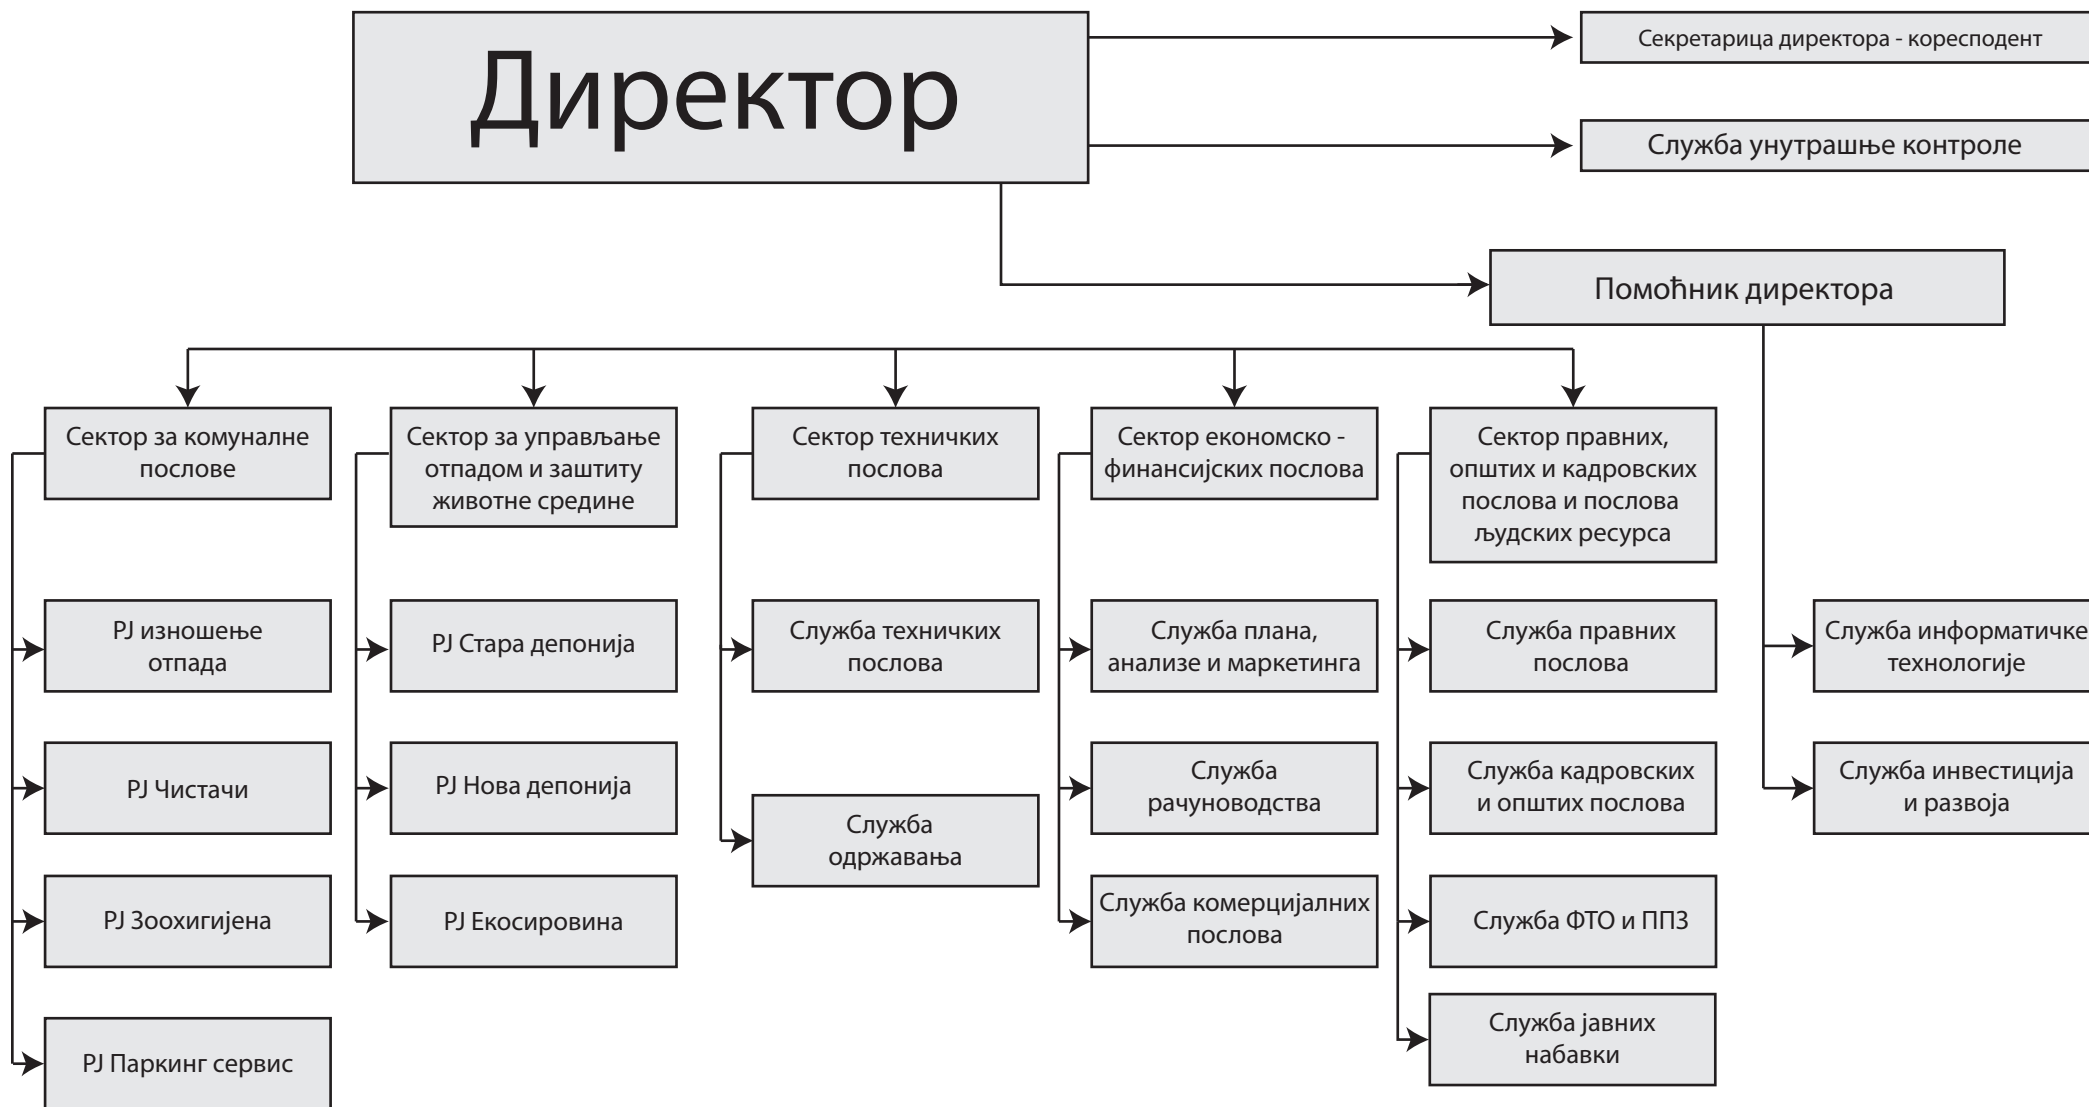 Директор
Секретарица директора - коресподент
Служба унутрашње контроле
Помоћник директора
Сектор за комуналне
послове
Сектор за управљање
отпадом и заштиту
животне средине
Сектор техничких
послова
Сектор економско -
финансијских послова
Сектор правних,
општих и кадровских
послова и послова
људских ресурса
РЈ изношење
отпада
РЈ Стара депонија
Служба техничких
послова
Служба плана,
анализе и маркетинга
Служба правних
послова
Служба информатичке
технологије
РЈ Чистачи
РЈ Нова депонија
Служба
одржавања
Служба
рачуноводства
Служба кадровских
и општих послова
Служба инвестиција
и развоја
РЈ Зоохигијена
РЈ Екосировина
Служба комерцијалних
послова
Служба ФТО и ППЗ
РЈ Паркинг сервис
Служба јавних
набавки